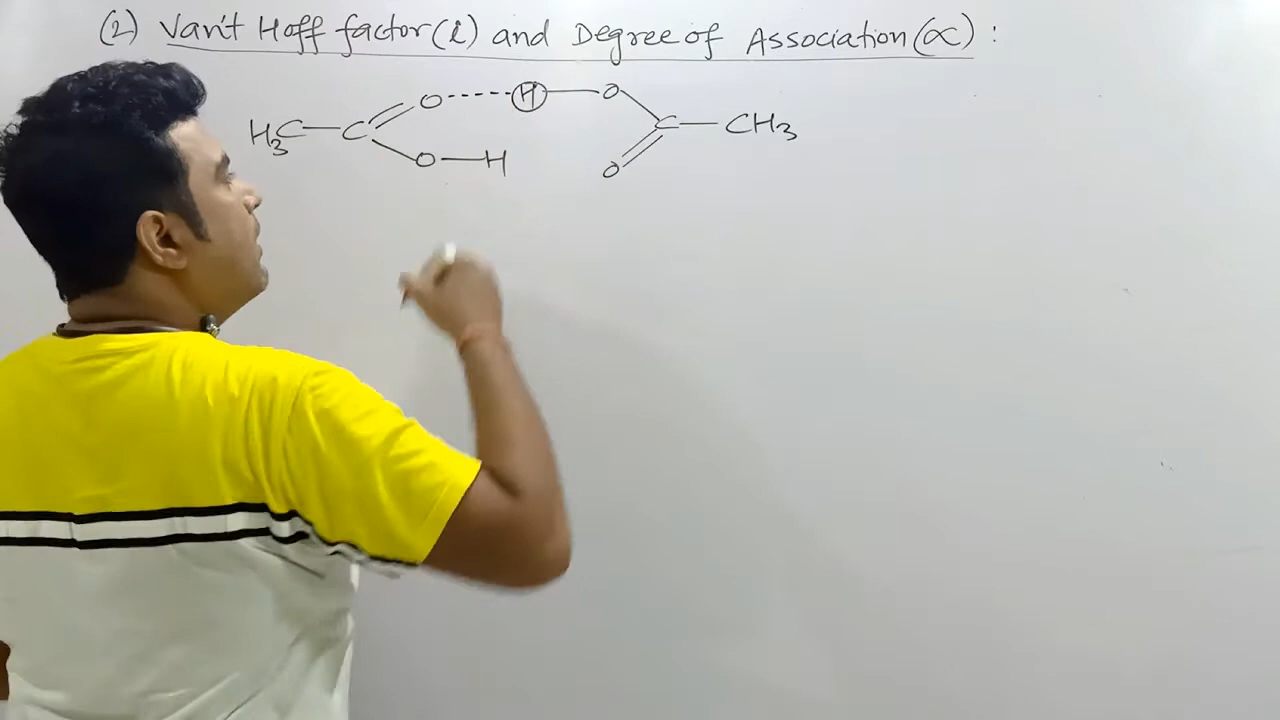 (2) Van't Hoff factor (i) and Degree of Association (∝) :
O H O
H3C C C CH3
O H O